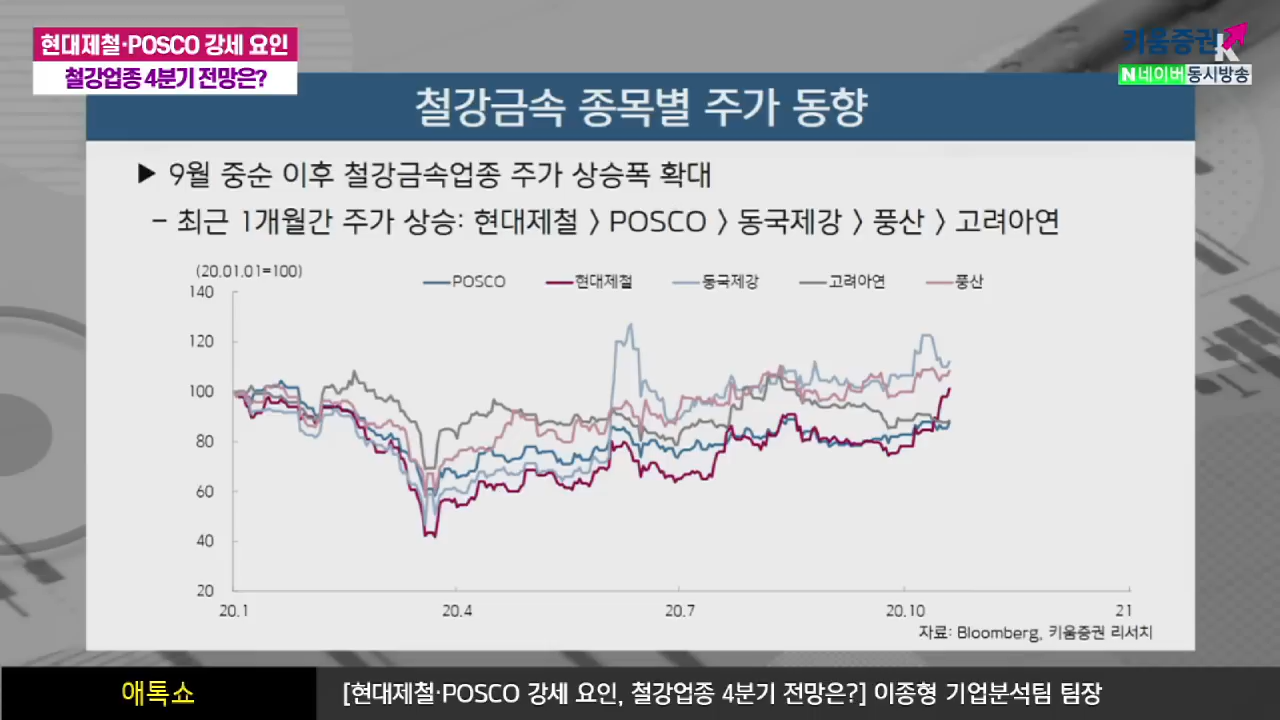 현대제철·POSCO 강세 요인
철강업종 4분기 전망은?
키움증권
N 네이버 동시방송
철강금속 종목별 주가 동향
▶ 9월 중순 이후 철강금속업종 주가 상승폭 확대
- 최근 1개월간 주가 상승: 현대제철 > POSCO > 동국제강 > 풍산 > 고려아연
(20.01.01=100)
POSCO 현대제철 동국제강 고려아연 풍산
140
120
100
80
60
40
20
20.1 20.4 20.7 20.10 21
자료: Bloomberg, 키움증권 리서치
애톡쇼
[현대제철·POSCO 강세 요인, 철강업종 4분기 전망은?] 이종형 기업분석팀 팀장